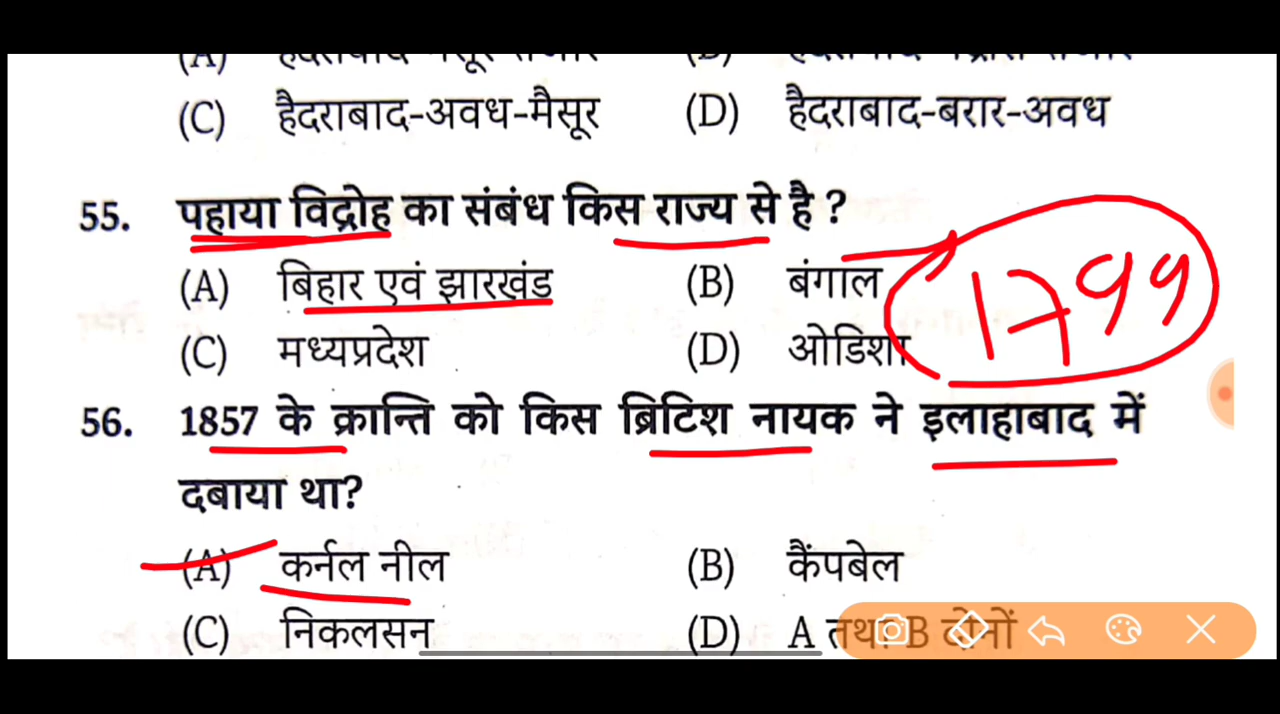 (C) हैदराबाद-अवध-मैसूर (D) हैदराबाद-बरार-अवध
55. पहाया विद्रोह का संबंध किस राज्य से है ?
(A) बिहार एवं झारखंड (B) बंगाल
(C) मध्यप्रदेश (D) ओडिशा
1799
56. 1857 के क्रान्ति को किस ब्रिटिश नायक ने इलाहाबाद में
दबाया था?
(A) कर्नल नील (B) कैंपबेल
(C) निकलसन (D) A तथा B दोनों